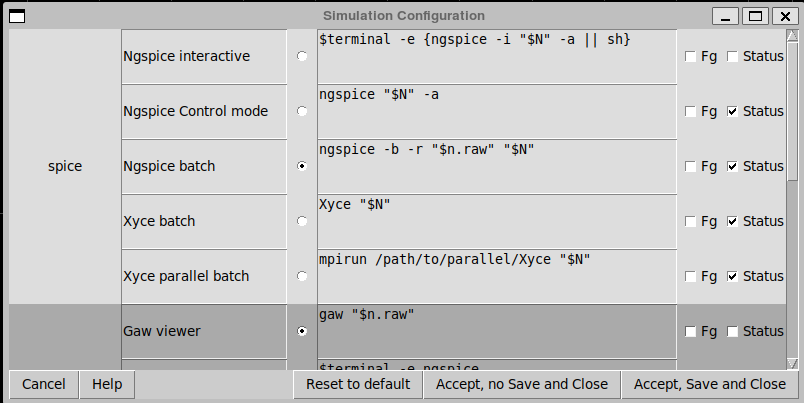 Simulation Configuration
Ngspice interactive $terminal -e {ngspice -i "$N" -a || sh} Fg Status
Ngspice Control mode ngspice "$N" -a Fg Status
spice Ngspice batch ngspice -b -r "$n.raw" "$N" Fg Status
Xyce batch Xyce "$N" Fg Status
Xyce parallel batch mpirun /path/to/parallel/Xyce "$N" Fg Status
Gaw viewer gaw "$n.raw" Fg Status
$terminal -e ngspice
Cancel Help Reset to default Accept, no Save and Close Accept, Save and Close